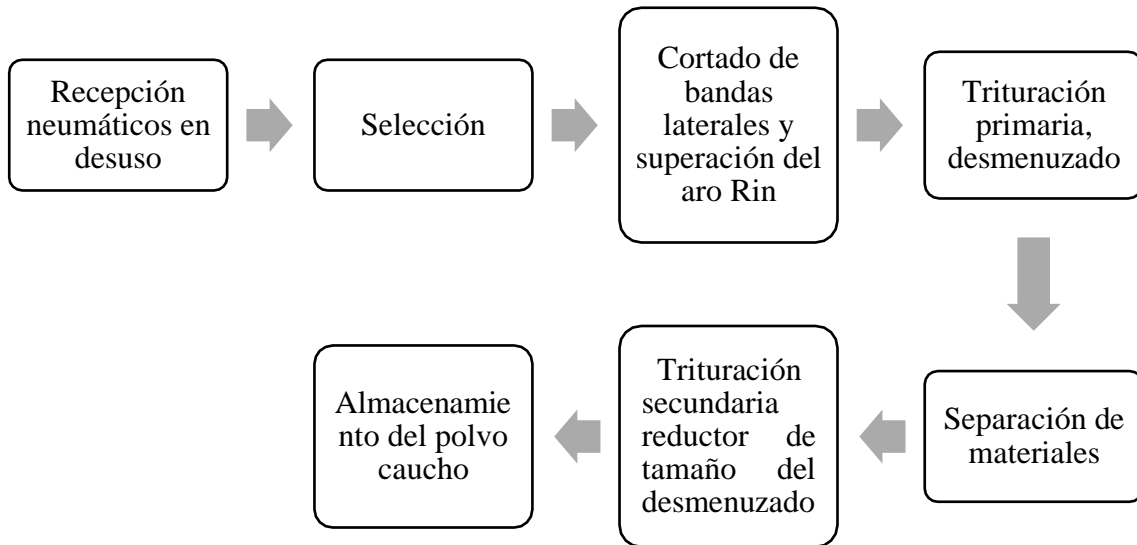 Recepción
neumáticos en
desuso
Selección
Cortado de
bandas
laterales y
superación del
aro Rin
Trituración
primaria,
desmenuzado
Separación de
materiales
Trituración
secundaria
reductor de
tamaño del
desmenuzado
Almacenamie
nto del polvo
caucho